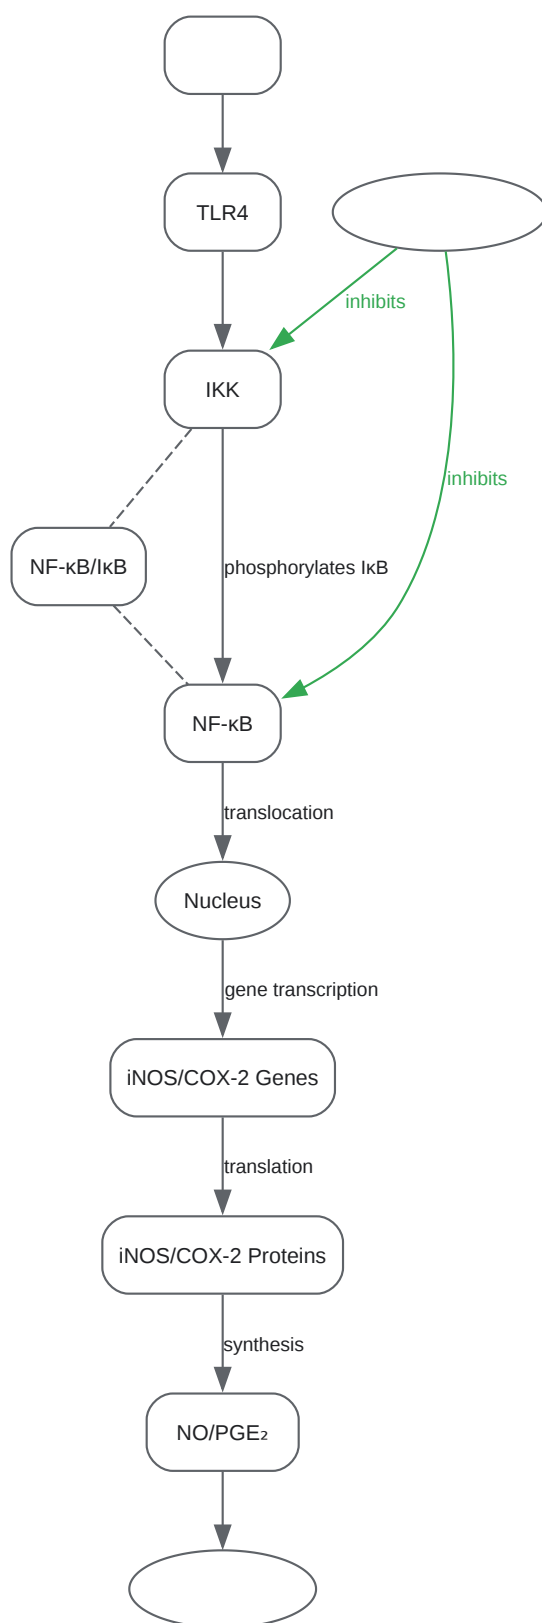 TLR4
inhibits
IKK
inhibits
NF-κB/IκB
phosphorylates IκB
NF-κB
translocation
Nucleus
gene transcription
iNOS/COX-2 Genes
translation
iNOS/COX-2 Proteins
synthesis
NO/PGE₂